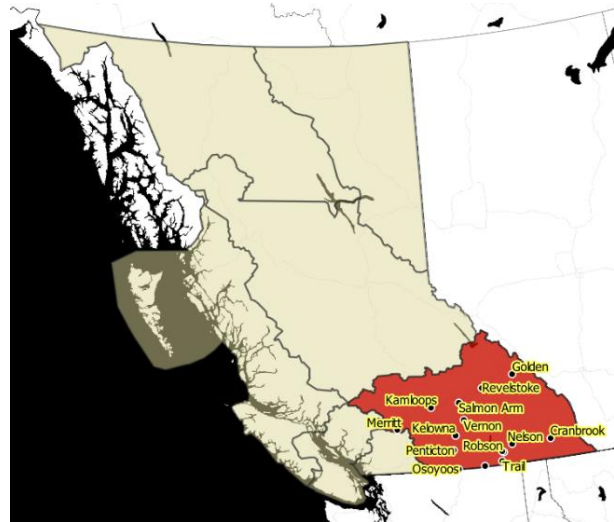 Golden
Revelstoke
Kamloops
Salmon Arm
Merritt
Vernon
Kelowna
Nelson
Cranbrook
Penticton
Robson
Osoyoos
Trail